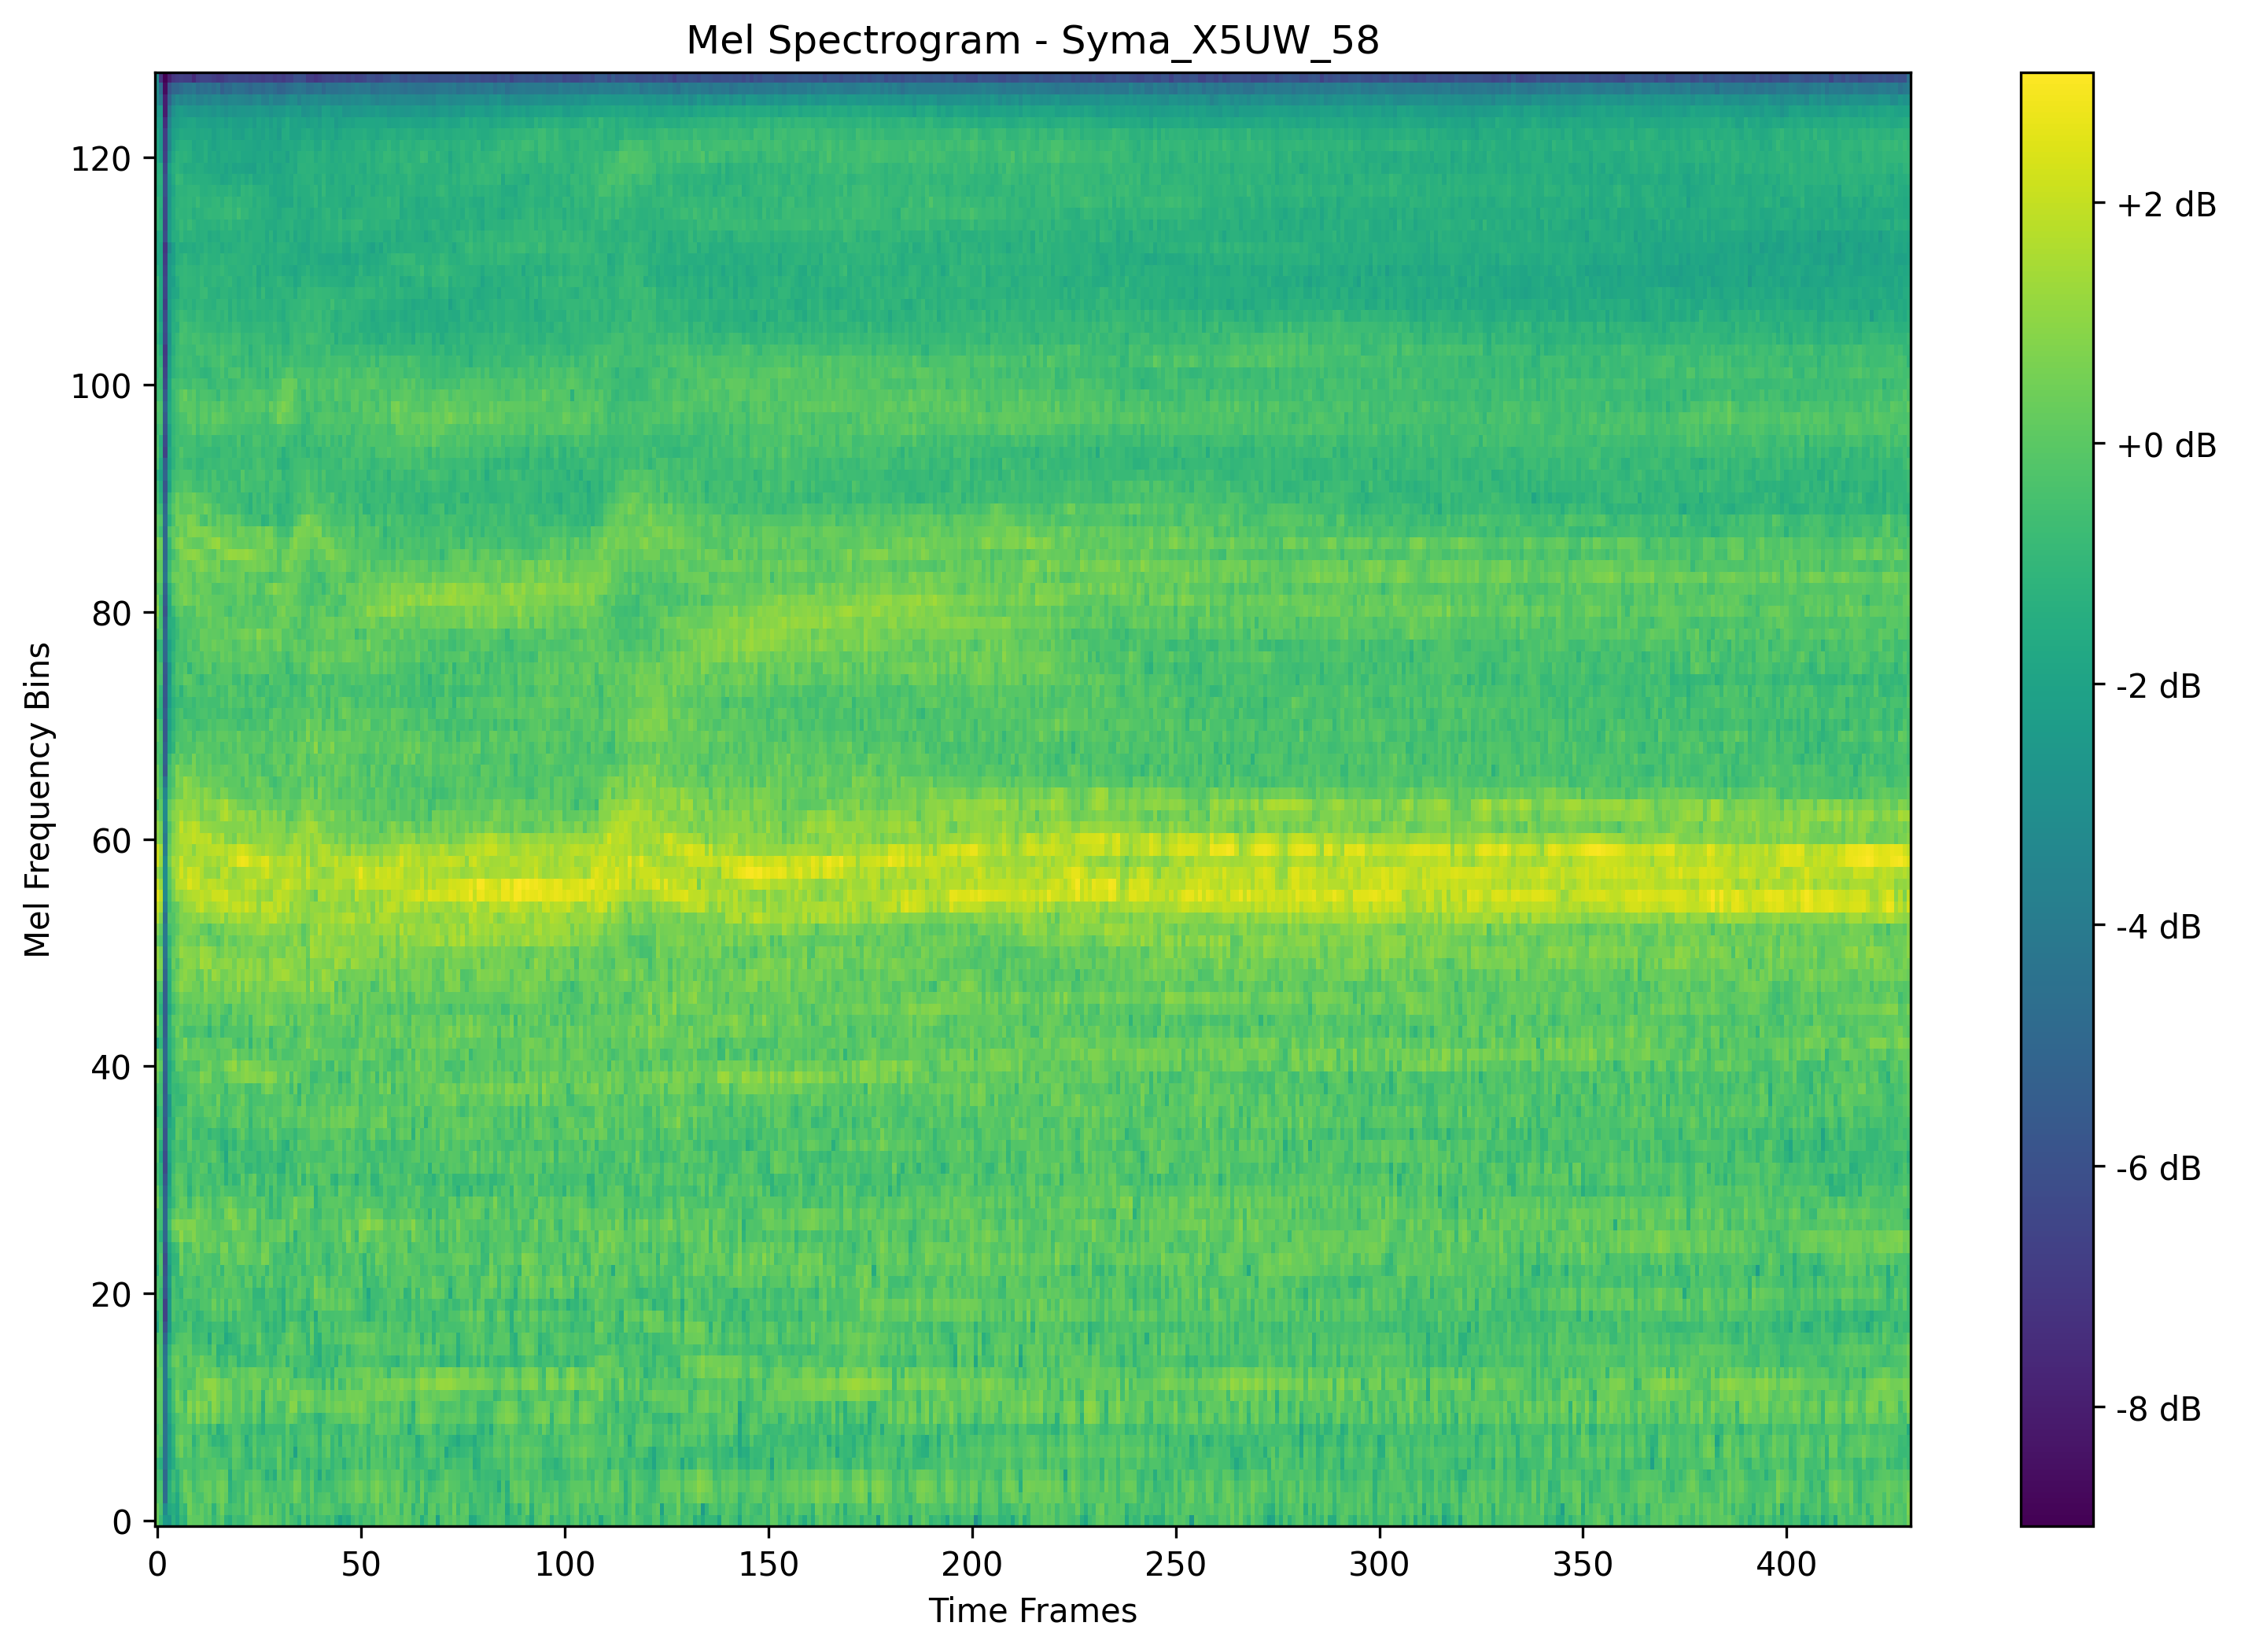 Mel Spectrogram - Syma_X5UW_58
Mel Frequency Bins
120
100
80
60
40
20
0
0 50 100 150 200 250 300 350 400
Time Frames
+2 dB
+0 dB
-2 dB
-4 dB
-6 dB
-8 dB